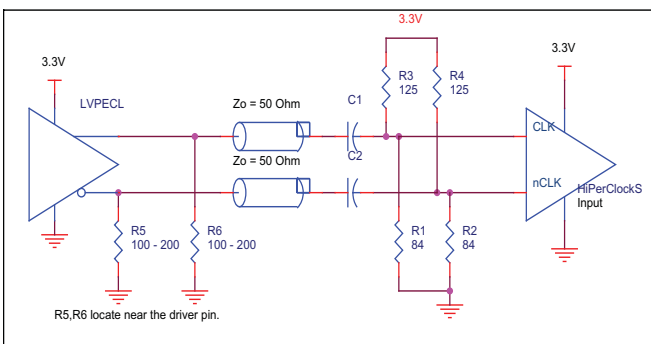 3.3V
3.3V
3.3V
LVPECL
R3
125
R4
125
Zo = 50 Ohm
C1
CLK
Zo = 50 Ohm
C2
nCLK
HiPerClockS
Input
R5
100 - 200
R6
100 - 200
R1
84
R2
84
R5,R6 locate near the driver pin.